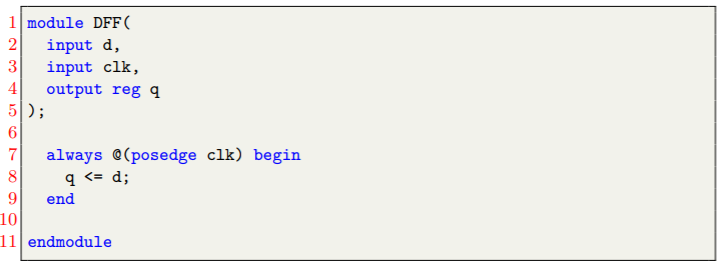 1 module DFF(
2   input d,
3   input clk,
4   output reg q
5 );
6
7   always @(posedge clk) begin
8     q <= d;
9   end
10
11 endmodule